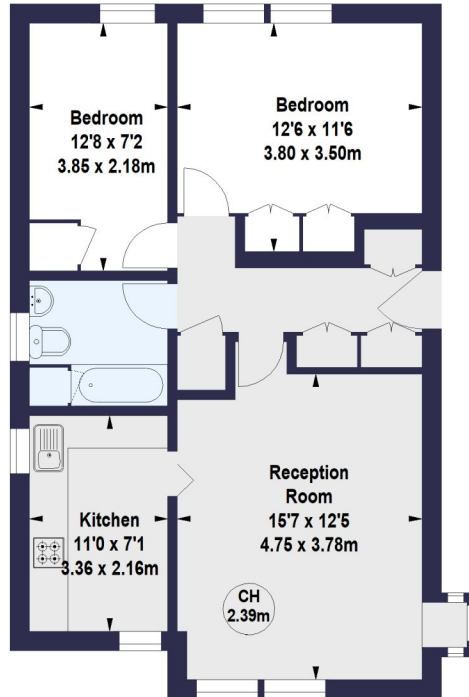 Bedroom
12'8 x 7'2
3.85 x 2.18m
Bedroom
12'6 x 11'6
3.80 x 3.50m
Kitchen
11'0 x 7'1
3.36 x 2.16m
Reception
Room
15'7 x 12'5
4.75 x 3.78m
CH
2.39m